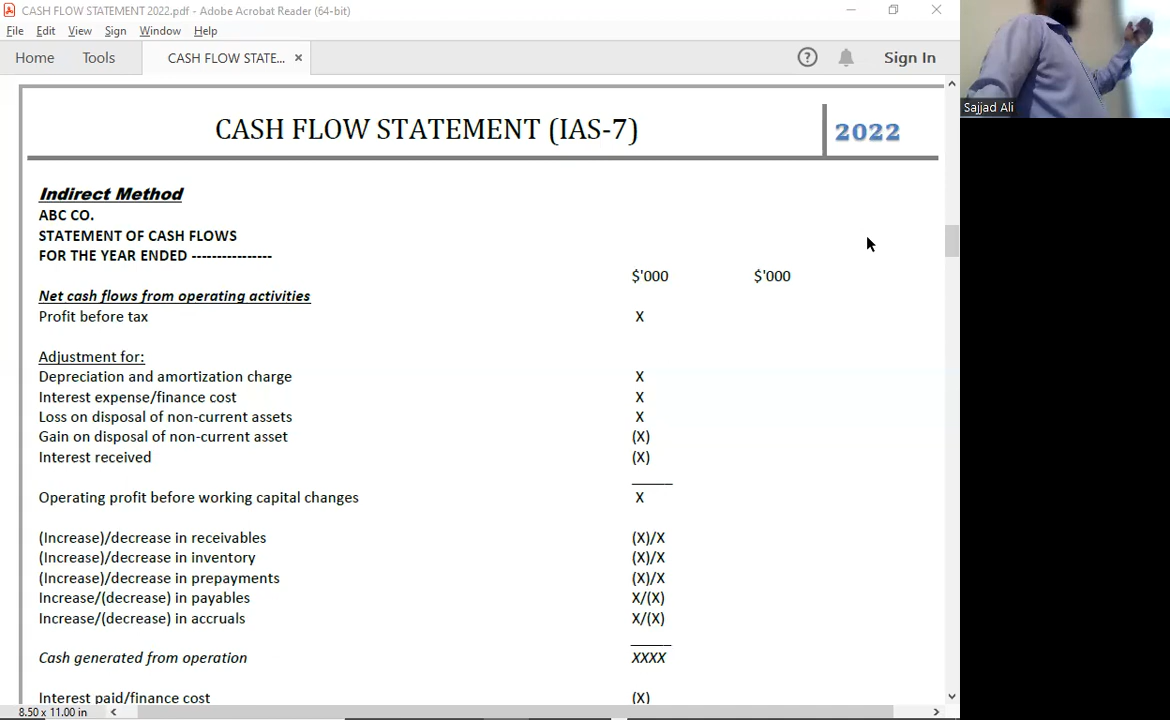 CASH FLOW STATEMENT 2022.pdf - Adobe Acrobat Reader (64-bit)
File Edit View Sign Window Help
Home Tools CASH FLOW STATE... × Sign In
Sajjad Ali
CASH FLOW STATEMENT (IAS-7) 2022
Indirect Method
ABC CO.
STATEMENT OF CASH FLOWS
FOR THE YEAR ENDED ----------------
$'000 $'000
Net cash flows from operating activities
Profit before tax X
Adjustment for:
Depreciation and amortization charge X
Interest expense/finance cost X
Loss on disposal of non-current assets X
Gain on disposal of non-current asset (X)
Interest received (X)
Operating profit before working capital changes X
(Increase)/decrease in receivables (X)/X
(Increase)/decrease in inventory (X)/X
(Increase)/decrease in prepayments (X)/X
Increase/(decrease) in payables X/(X)
Increase/(decrease) in accruals X/(X)
Cash generated from operation XXXX
Interest paid/finance cost (X)
8.50 x 11.00 in